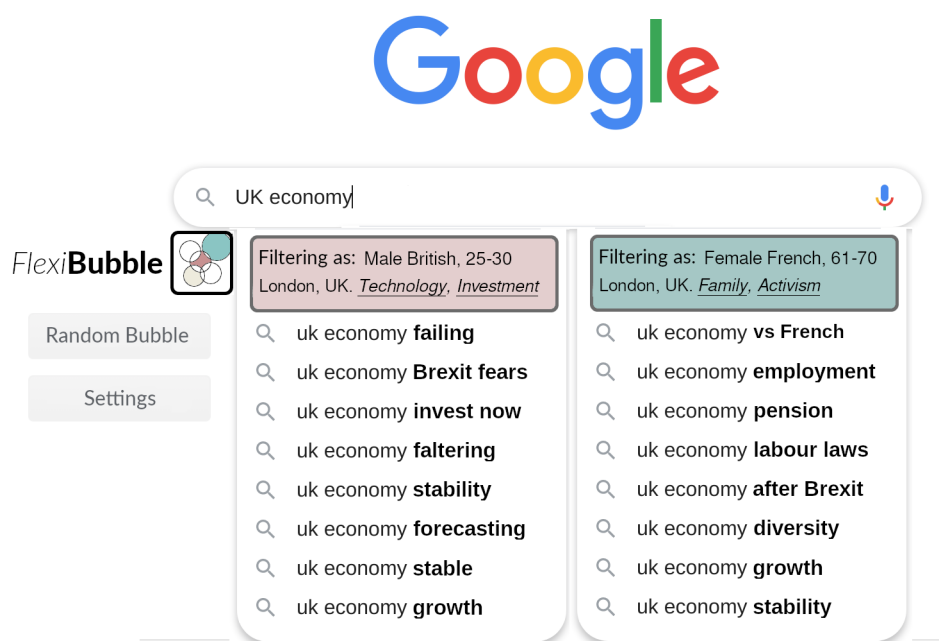 Google
UK economy
FlexiBubble
Random Bubble
Settings
Filtering as: Male British, 25-30
London, UK. Technology, Investment
uk economy failing
uk economy Brexit fears
uk economy invest now
uk economy faltering
uk economy stability
uk economy forecasting
uk economy stable
uk economy growth
Filtering as: Female French, 61-70
London, UK. Family, Activism
uk economy vs French
uk economy employment
uk economy pension
uk economy labour laws
uk economy after Brexit
uk economy diversity
uk economy growth
uk economy stability